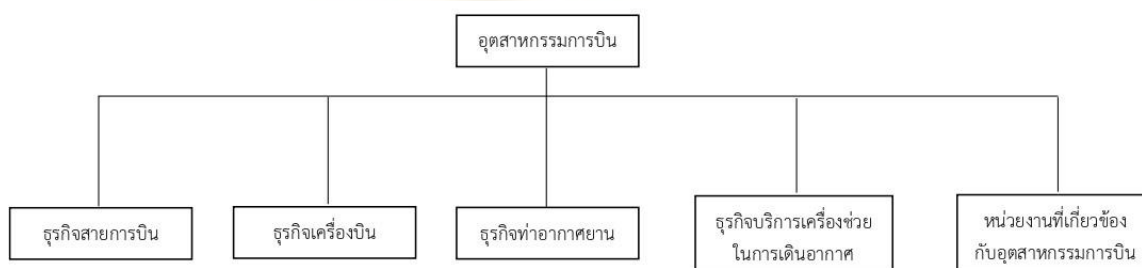 อุตสาหกรรมการบิน
ธุรกิจสายการบิน
ธุรกิจเครื่องบิน
ธุรกิจท่าอากาศยาน
ธุรกิจบริการเครื่องช่วย
ในการเดินอากาศ
หน่วยงานที่เกี่ยวข้อง
กับอุตสาหกรรมการบิน